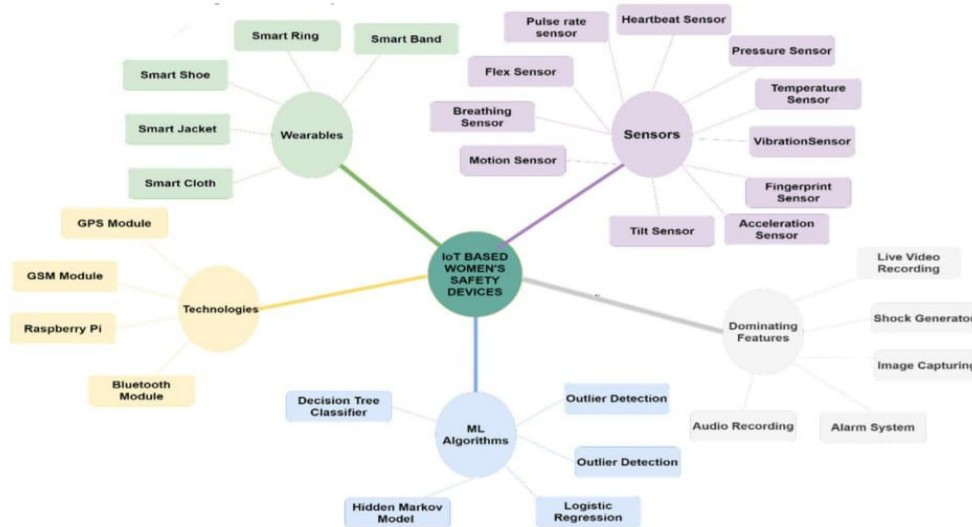 Smart Ring
Smart Band
Smart Shoe
Smart Jacket
Smart Cloth
Wearables
Pulse rate
sensor
Heartbeat Sensor
Pressure Sensor
Flex Sensor
Temperature
Sensor
Breathing
Sensor
Sensors
VibrationSensor
Motion Sensor
Fingerprint
Sensor
Tilt Sensor
Acceleration
Sensor
GPS Module
GSM Module
Raspberry Pi
Bluetooth
Module
Technologies
IoT BASED
WOMEN'S
SAFETY
DEVICES
Live Video
Recording
Shock Generator
Dominating
Features
Image Capturing
Audio Recording
Alarm System
Decision Tree
Classifier
Outlier Detection
ML
Algorithms
Outlier Detection
Hidden Markov
Model
Logistic
Regression